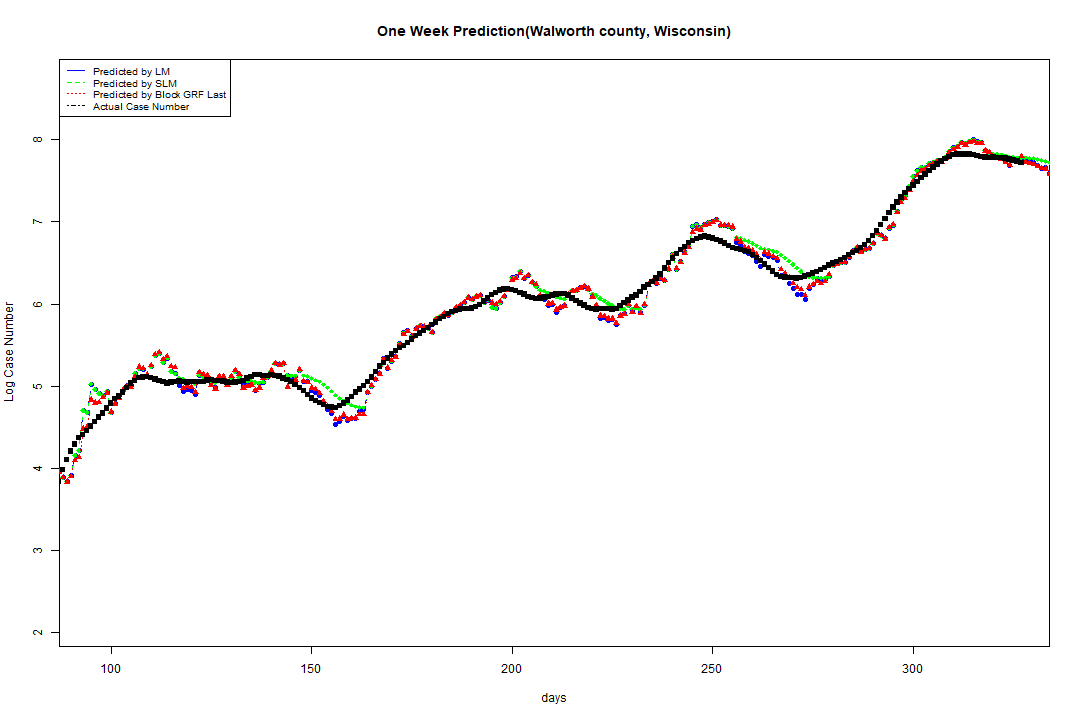 One Week Prediction(Walworth county, Wisconsin)
Predicted by LM
Predicted by SLM
Predicted by Block GRF Last
Actual Case Number
8
7
6
5
4
3
2
Log Case Number
100 150 200 250 300
days